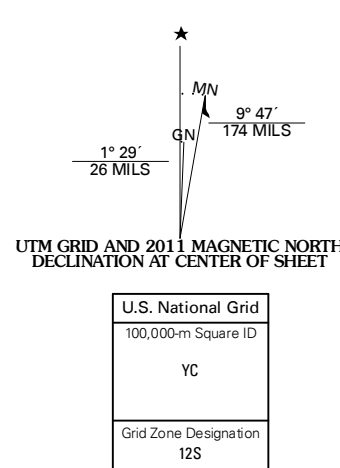 MN
GN
9° 47´
174 MILS
1° 29´
26 MILS
UTM GRID AND 2011 MAGNETIC NORTH
DECLINATION AT CENTER OF SHEET
U.S. National Grid
100,000-m Square ID
YC
Grid Zone Designation
12S